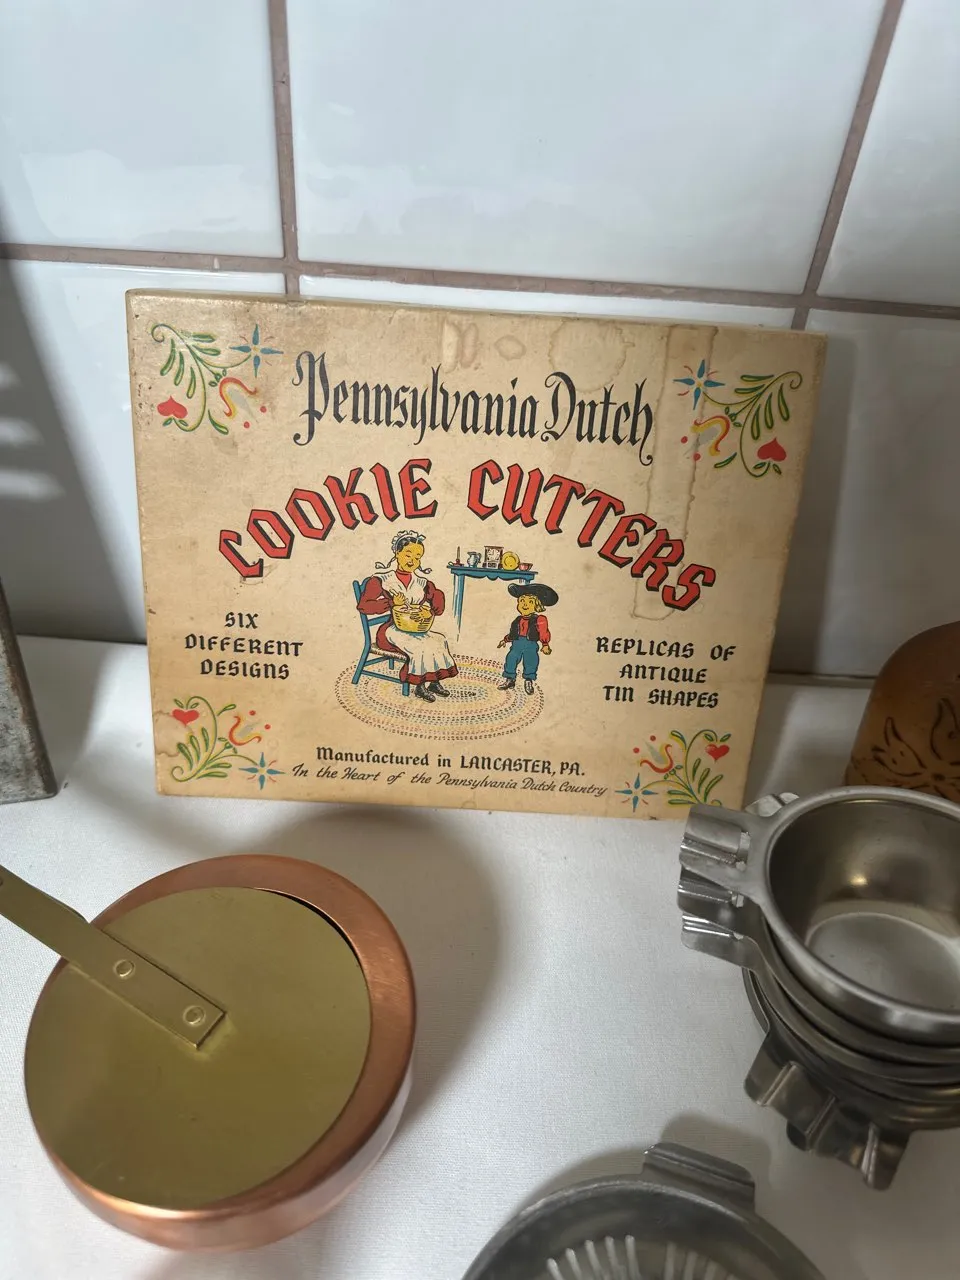 Pennsylvania Dutch
COOKIE CUTTERS
SIX
DIFFERENT
DESIGNS
REPLICAS OF
ANTIQUE
TIN SHAPES
Manufactured in LANCASTER, PA.
In the Heart of the Pennsylvania Dutch Country